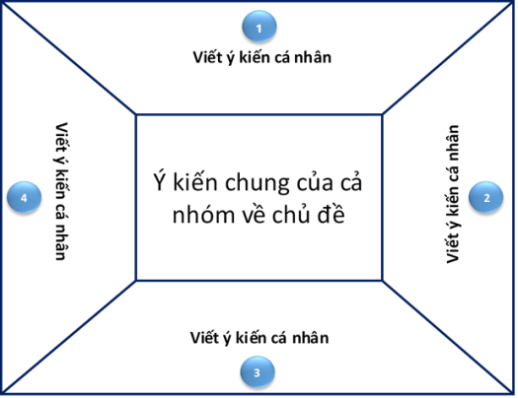 1
Viết ý kiến cá nhân
Viết ý kiến cá nhân
4
Ý kiến chung của cả
nhóm về chủ đề
Viết ý kiến cá nhân
2
Viết ý kiến cá nhân
3